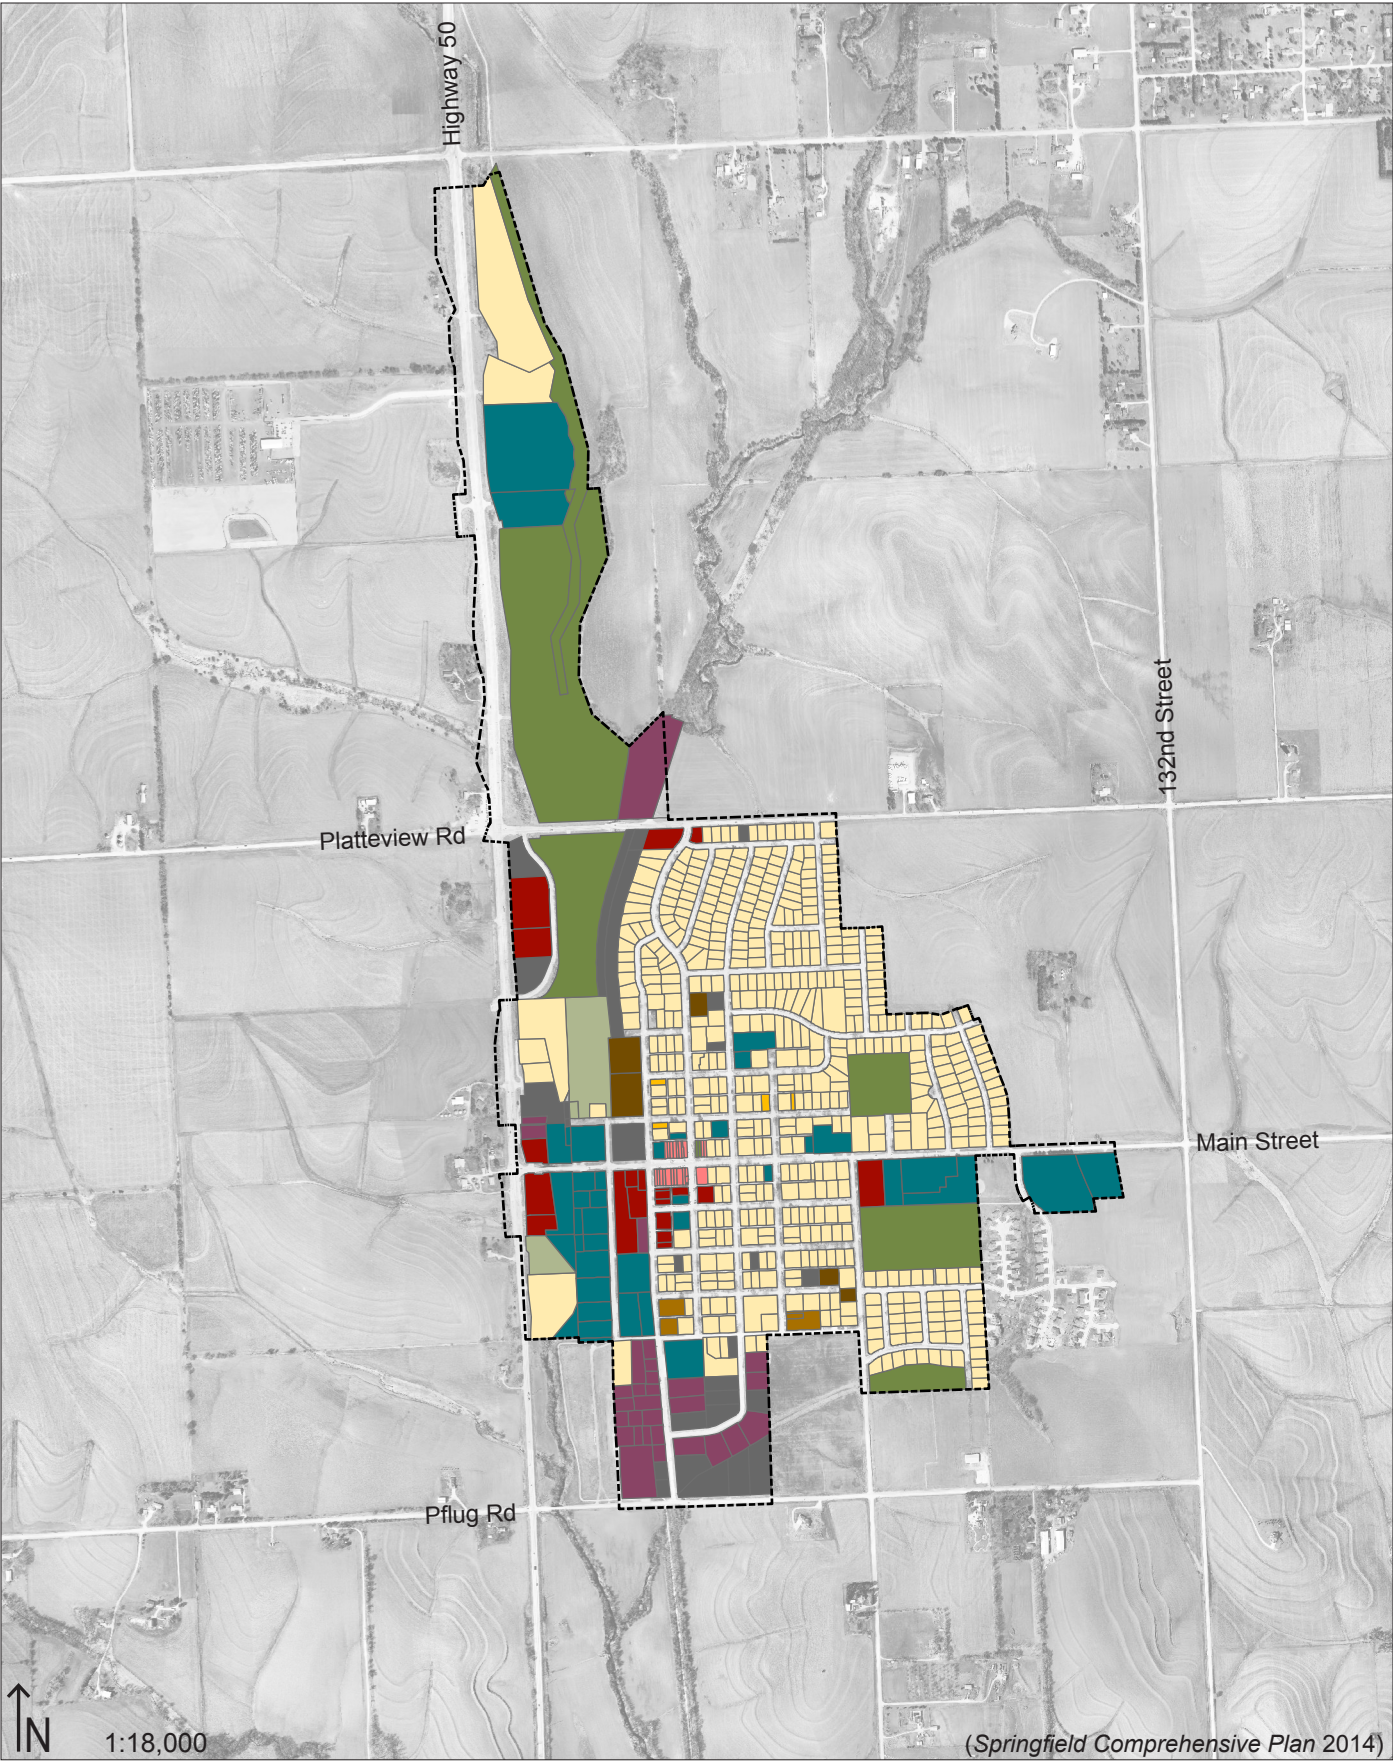 Highway 50
132nd Street
Platteview Rd
Main Street
Pflug Rd
N
1:18,000
(Springfield Comprehensive Plan 2014)